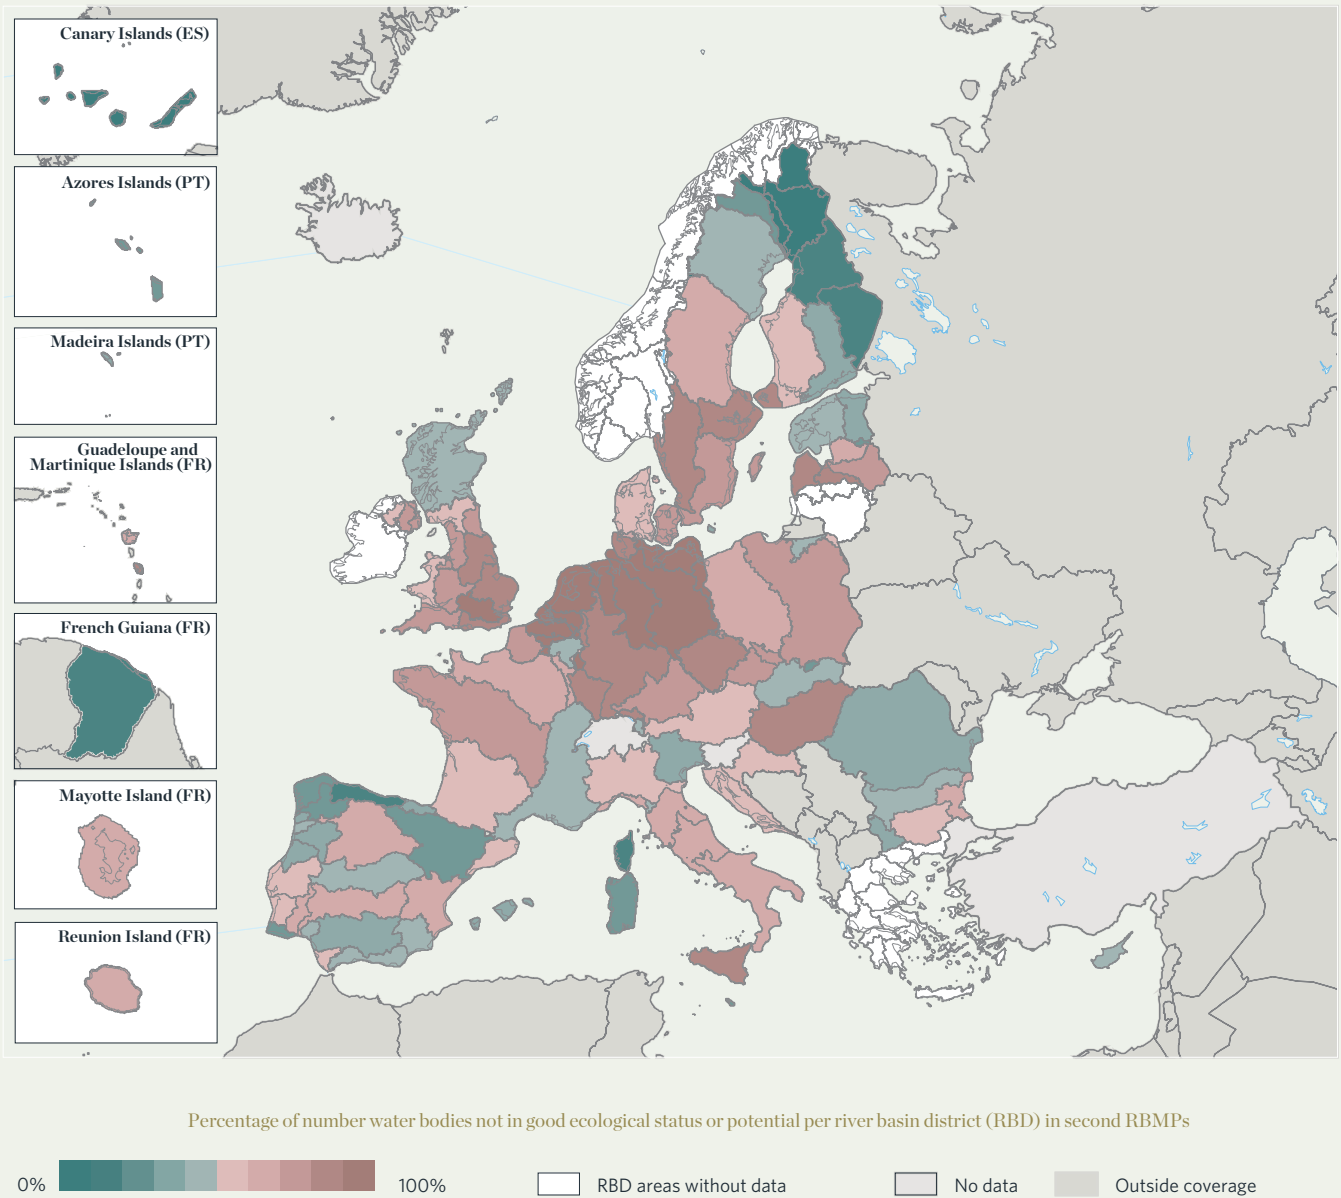 Canary Islands (ES)
Azores Islands (PT)
Madeira Islands (PT)
Guadeloupe and
Martinique Islands (FR)
French Guiana (FR)
Mayotte Island (FR)
Reunion Island (FR)
Percentage of number water bodies not in good ecological status or potential per river basin district (RBD) in second RBMPs
0%
100%
RBD areas without data
No data
Outside coverage